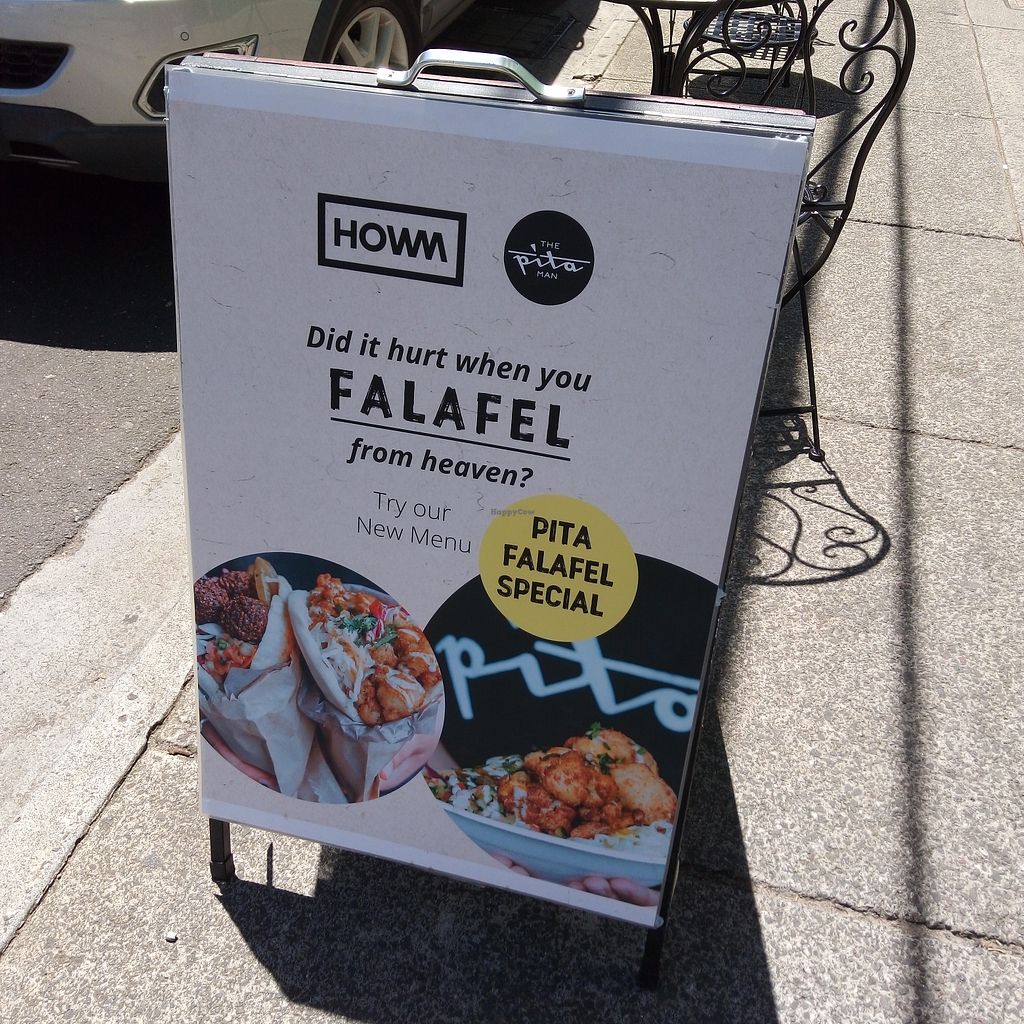 HOWM
THE
pita
MAN
Did it hurt when you
FALAFEL
from heaven?
Try our
New Menu
HappyCow
PITA
FALAFEL
SPECIAL
pita